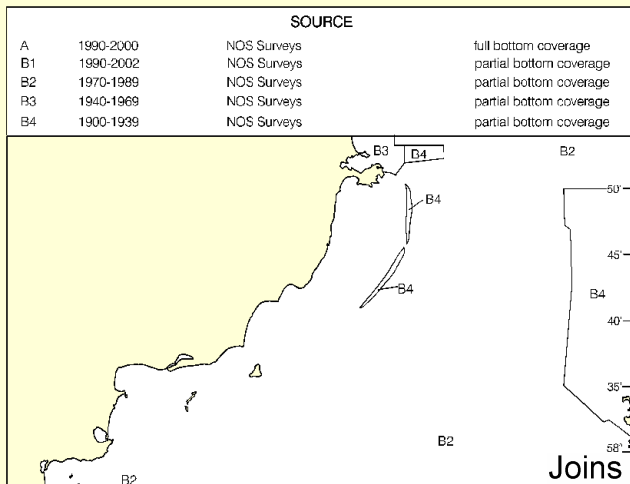 SOURCE
A 1990-2000 NOS Surveys full bottom coverage
B1 1990-2002 NOS Surveys partial bottom coverage
B2 1970-1989 NOS Surveys partial bottom coverage
B3 1940-1969 NOS Surveys partial bottom coverage
B4 1900-1939 NOS Surveys partial bottom coverage
B3 B4 B2
50'
B4
45'
B4
B4
40'
35'
B2
58°
Joins
B2